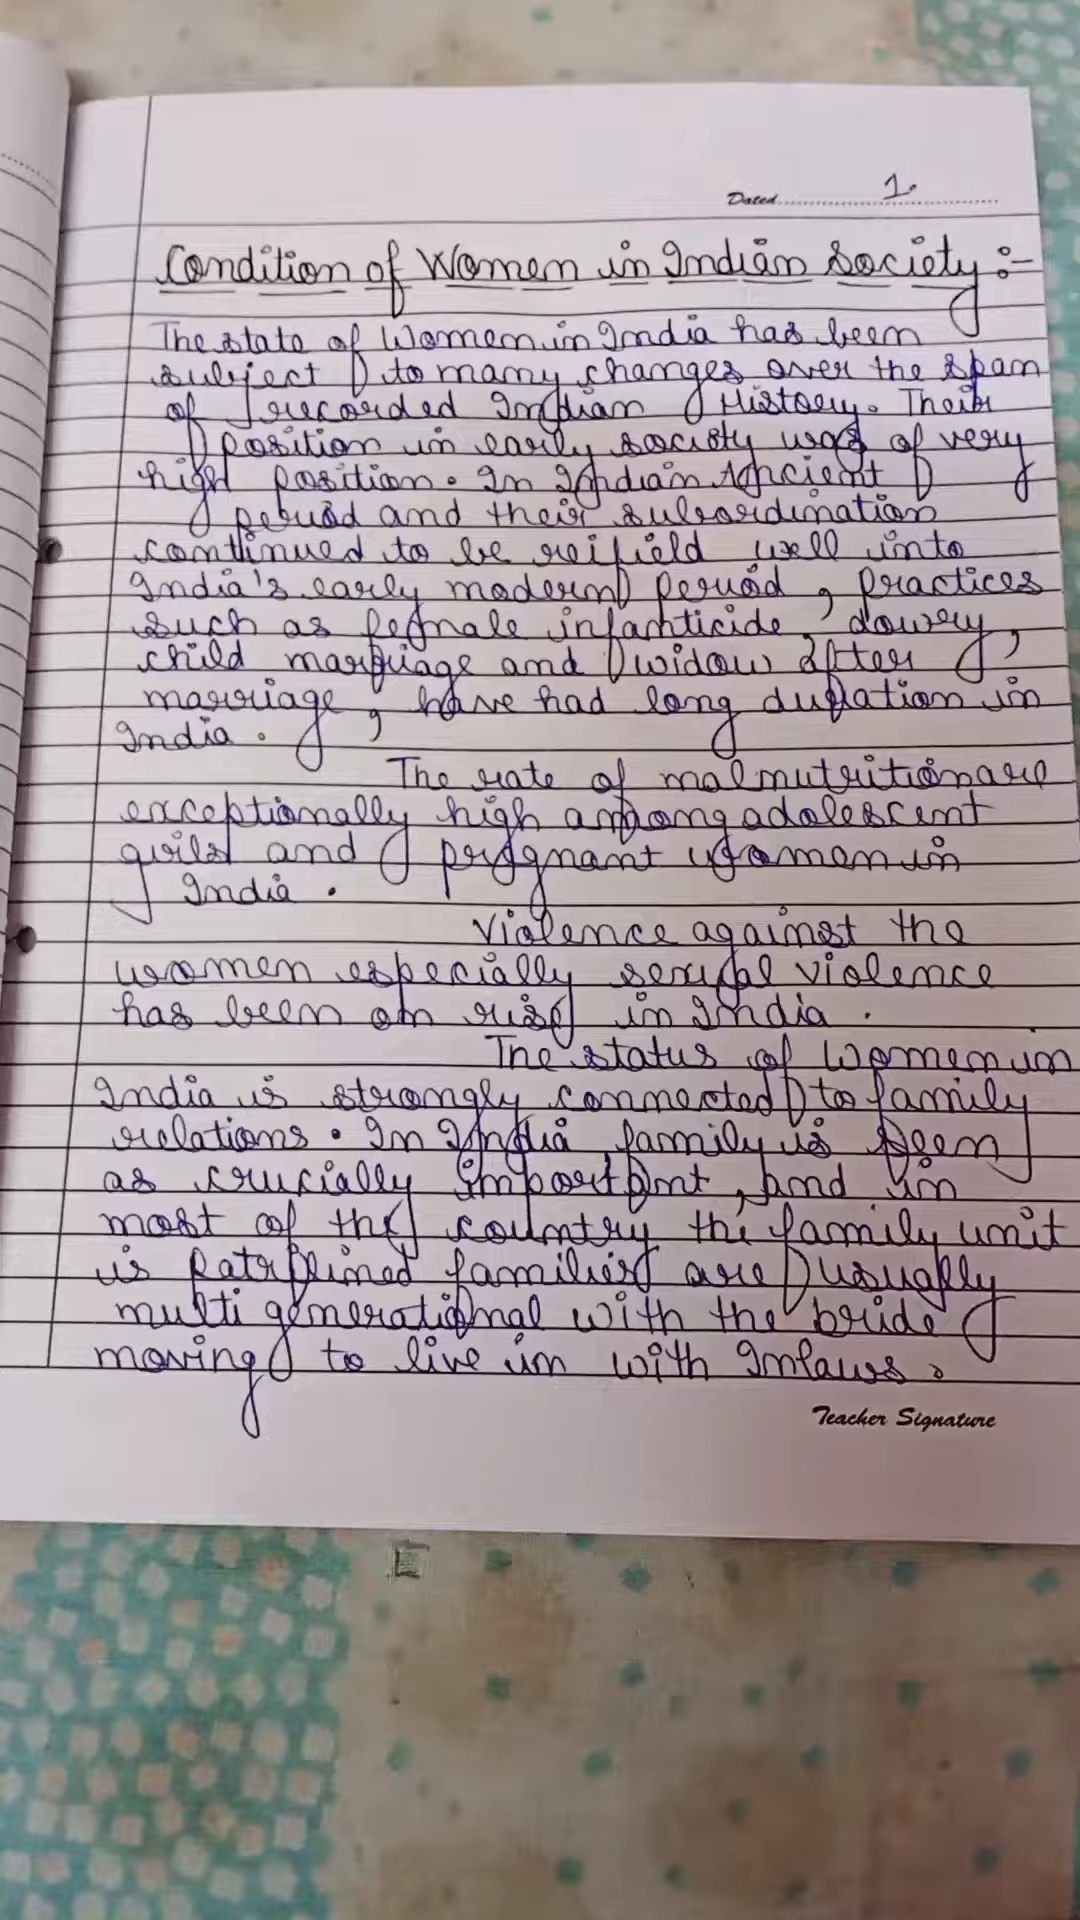 Dated 1.
Condition of Women in Indian Society :-
The state of Women in India has been
subject to many changes over the span
of recorded Indian History. Their
position in early society was of very
high position. In Indian Ancient
period and their subordination
continued to be reifield well into
India's early modern period, practices
such as female infanticide, dowery,
child marriage and widow after
marriage, have had long duration in
India.
The rate of malnutrition are
exceptionally high among adolescent
girls and pregnant women in
India.
Violence against the
women especially sexual violence
has been on rise in India.
The status of Women in
India is strongly connected to family
relations. In India, family is seen
as crucially important, and in
most of the country the family unit
is Patrilined families are usually
multi generational with the bride
moving to live in with Inlaws.
Teacher Signature